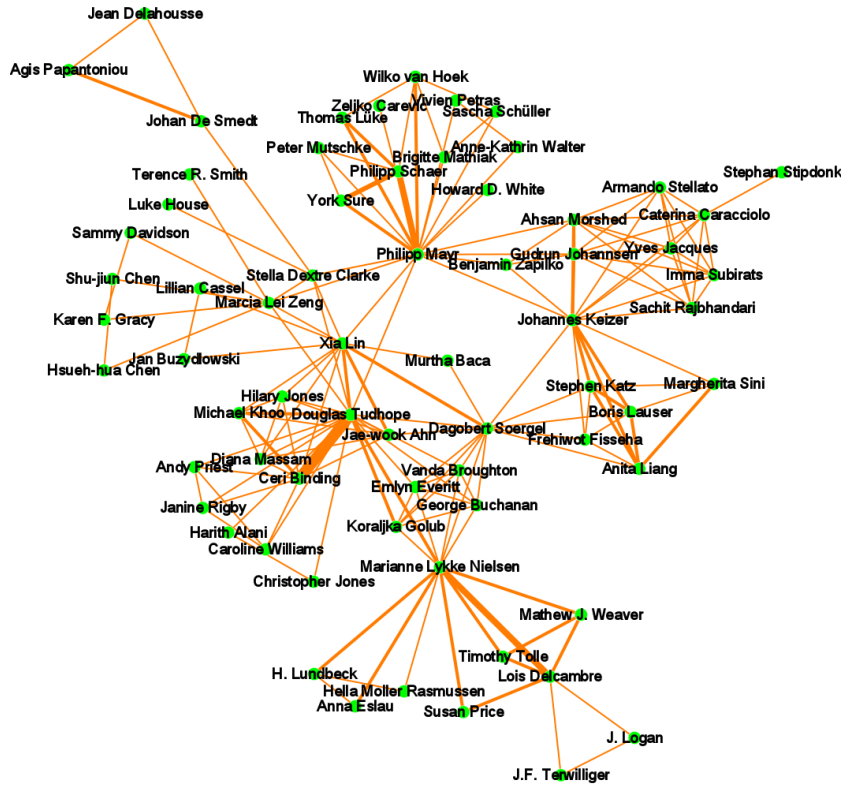 Jean Delahousse
Agis Papantoniou
Wilko van Hoek
Zeljko Carevic
Vivien Petras
Sascha Schüller
Thomas Lüke
Johan De Smedt
Peter Mutschke
Anne-Kathrin Walter
Brigitte Mathiak
Philipp Schaer
Terence R. Smith
Stephan Stipdonk
Howard D. White
Armando Stellato
York Sure
Luke House
Ahsan Morshed
Caterina Caracciolo
Sammy Davidson
Philipp Mayr
Gudrun Johannsen
Yves Jacques
Benjamin Zapilko
Imma Subirats
Stella Dextre Clarke
Shu-jiun Chen
Lillian Cassel
Marcia Lei Zeng
Sachit Rajbhandari
Karen F. Gracy
Johannes Keizer
Xia Lin
Jan Buzydlowski
Murtha Baca
Hsueh-hua Chen
Stephen Katz
Margherita Sini
Hilary Jones
Michael Khoo
Douglas Tudhope
Boris Lauser
Jae-wook Ahn
Dagobert Soergel
Frehiwot Fisseha
Diana Massam
Andy Priest
Vanda Broughton
Anita Liang
Ceri Binding
Emlyn Everitt
George Buchanan
Janine Rigby
Koraljka Golub
Harith Alani
Caroline Williams
Marianne Lykke Nielsen
Christopher Jones
Mathew J. Weaver
Timothy Tolle
H. Lundbeck
Lois Delcambre
Hella Moller Rasmussen
Anna Eslau
Susan Price
J. Logan
J.F. Terwilliger